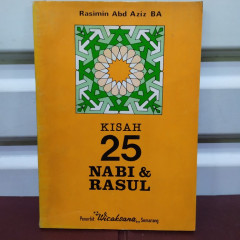 Rasimin Abd Aziz BA
KISAH
25
NABI &
RASUL
Penerbit Wicaksana Semarang